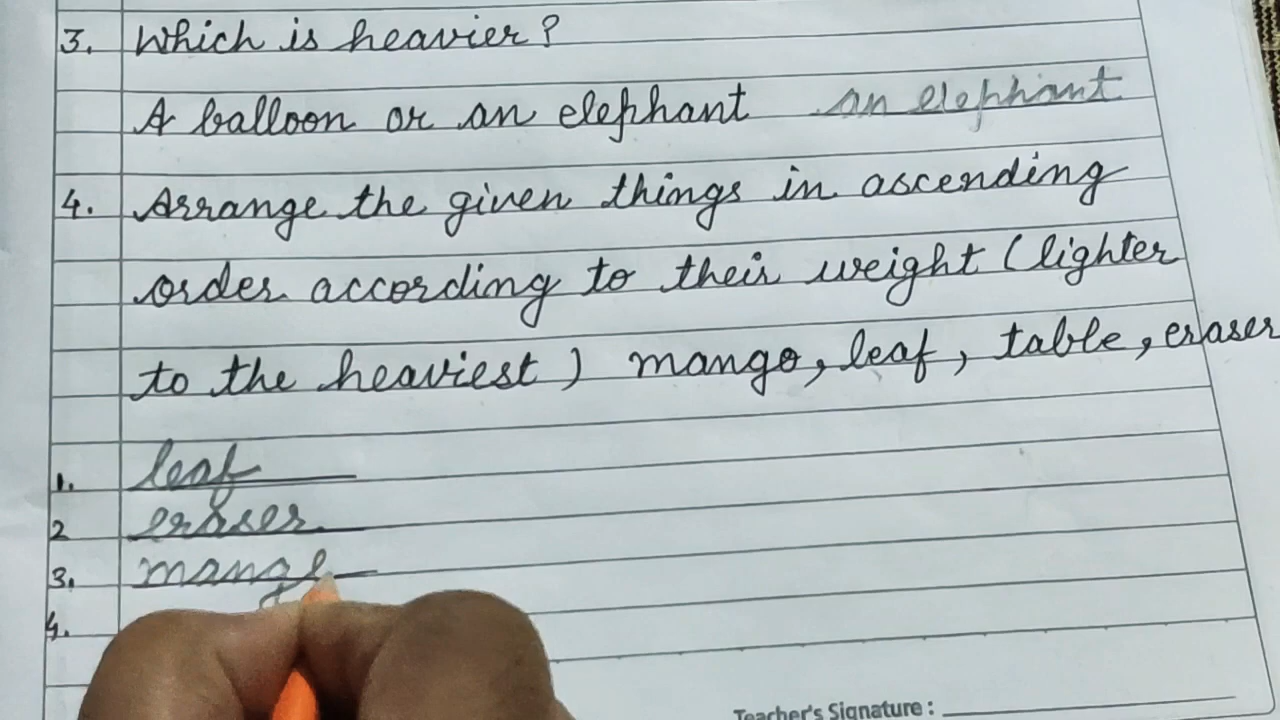 3. Which is heavier?
A balloon or an elephant an elephant
4. Arrange the given things in ascending
order according to their weight (lighter
to the heaviest) mango, leaf, table, eraser
1. leaf
2 eraser
3. mango
4.
Teacher's Signature :